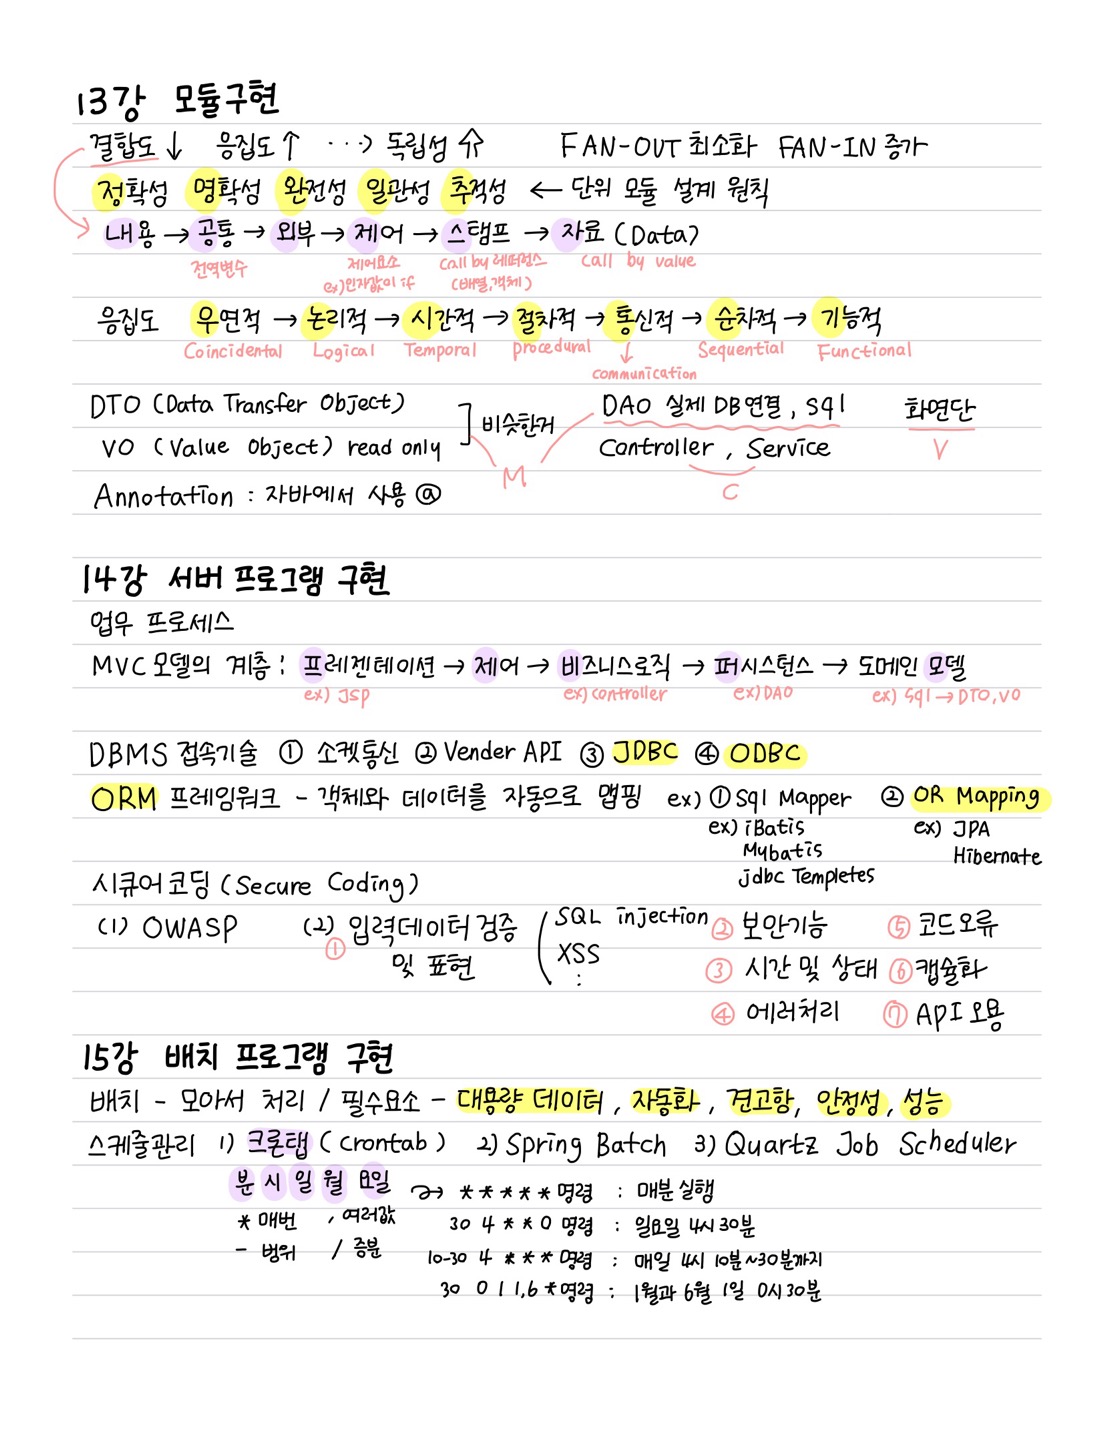 13강 모듈구현
결합도 ↓ 응집도 ↑ ···> 독립성 ⇑ FAN-OUT 최소화 FAN-IN 증가
정확성 명확성 완전성 일관성 추적성 ← 단위 모듈 설계 원칙
내용 → 공통 → 외부 → 제어 → 스탬프 → 자료 (Data)
전역변수 제어요소 call by 레퍼런스 call by value
ex) 인자값이 if (배열, 객체)
응집도 우연적 → 논리적 → 시간적 → 절차적 → 통신적 → 순차적 → 기능적
Coincidental Logical Temporal procedural ↓ Sequential Functional
communication
DTO (Data Transfer Object) DAO 실제 DB연결, sql 화면단
비슷한거
VO (Value Object) read only Controller, Service V
M C
Annotation : 자바에서 사용 @
14강 서버 프로그램 구현
업무 프로세스
MVC 모델의 계층 : 프레젠테이션 → 제어 → 비즈니스로직 → 퍼시스턴스 → 도메인 모델
ex) JSP ex) controller ex) DAO ex) sql → DTO, VO
DBMS 접속기술 ① 소켓통신 ② Vender API ③ JDBC ④ ODBC
ORM 프레임워크 - 객체와 데이터를 자동으로 맵핑 ex) ① Sql Mapper ② OR Mapping
ex) iBatis ex) JPA
Mybatis Hibernate
jdbc Templetes
시큐어 코딩 (Secure Coding)
(1) OWASP (2) 입력데이터 검증 SQL injection ② 보안기능 ⑤ 코드오류
① 및 표현 XSS ③ 시간 및 상태 ⑥ 캡슐화
: ④ 에러처리 ⑦ API 오용
15강 배치 프로그램 구현
배치 - 모아서 처리 / 필수요소 - 대용량 데이터, 자동화, 견고함, 안정성, 성능
스케줄관리 1) 크론탭 (crontab) 2) Spring Batch 3) Quartz Job Scheduler
분 시 일 월 요일 → * * * * * 명령 : 매분 실행
* 매번 , 여러값 30 4 * * 0 명령 : 일요일 4시 30분
- 범위 / 증분 10-30 4 * * * 명령 : 매일 4시 10분~30분까지
30 0 1 1,6 * 명령 : 1월과 6월 1일 0시 30분